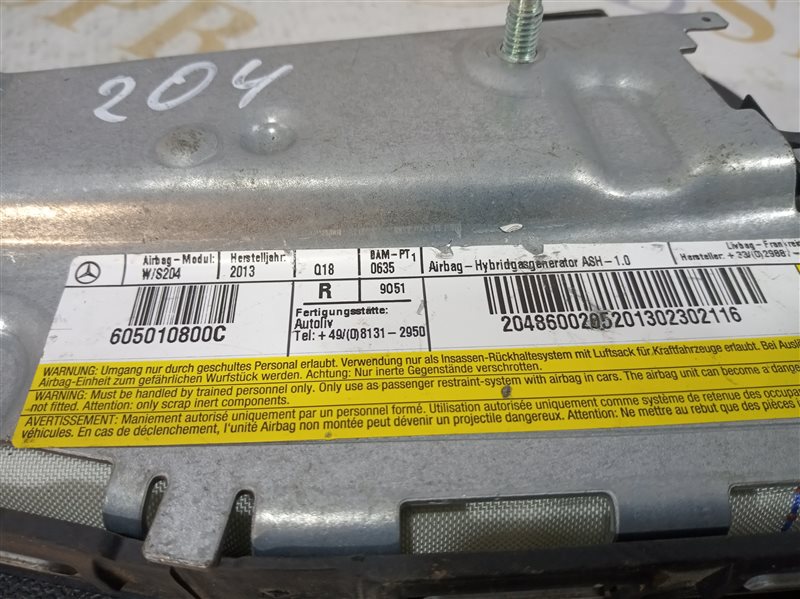 204
Airbag-Modul: Herstelljahr: BAM-PT1 Airbag-Hybridgasgenerator ASH-1.0
W/S204 2013 Q18 0635
R 9051
605010800C
Fertigungsstätte:
Autoliv
Tel: +49/(0)8131-2950
2048600205201302302116
WARNUNG: Umgang nur durch geschultes Personal erlaubt. Verwendung nur als Insassen-Rückhaltesystem mit Luftsack für Kraftfahrzeuge erlaubt. Bei
Airbag-Einheit zum gefährlichen Wurfstück werden. Achtung: Nur inerte Gegenstände verschrotten.
WARNING: Must be handled by trained personnel only. Only use as passenger restraint-system with airbag in cars. The airbag unit can become a
not fitted. Attention: only scrap inert components.
AVERTISSEMENT: Maniement autorisé uniquement par un personnel formé. Utilisation autorisée uniquement comme système de retenue des
véhicules. En cas de déclenchement, l'unité Airbag non montée peut dévenir un projectile dangereux. Attention: Ne mettre au rebut que des pièces